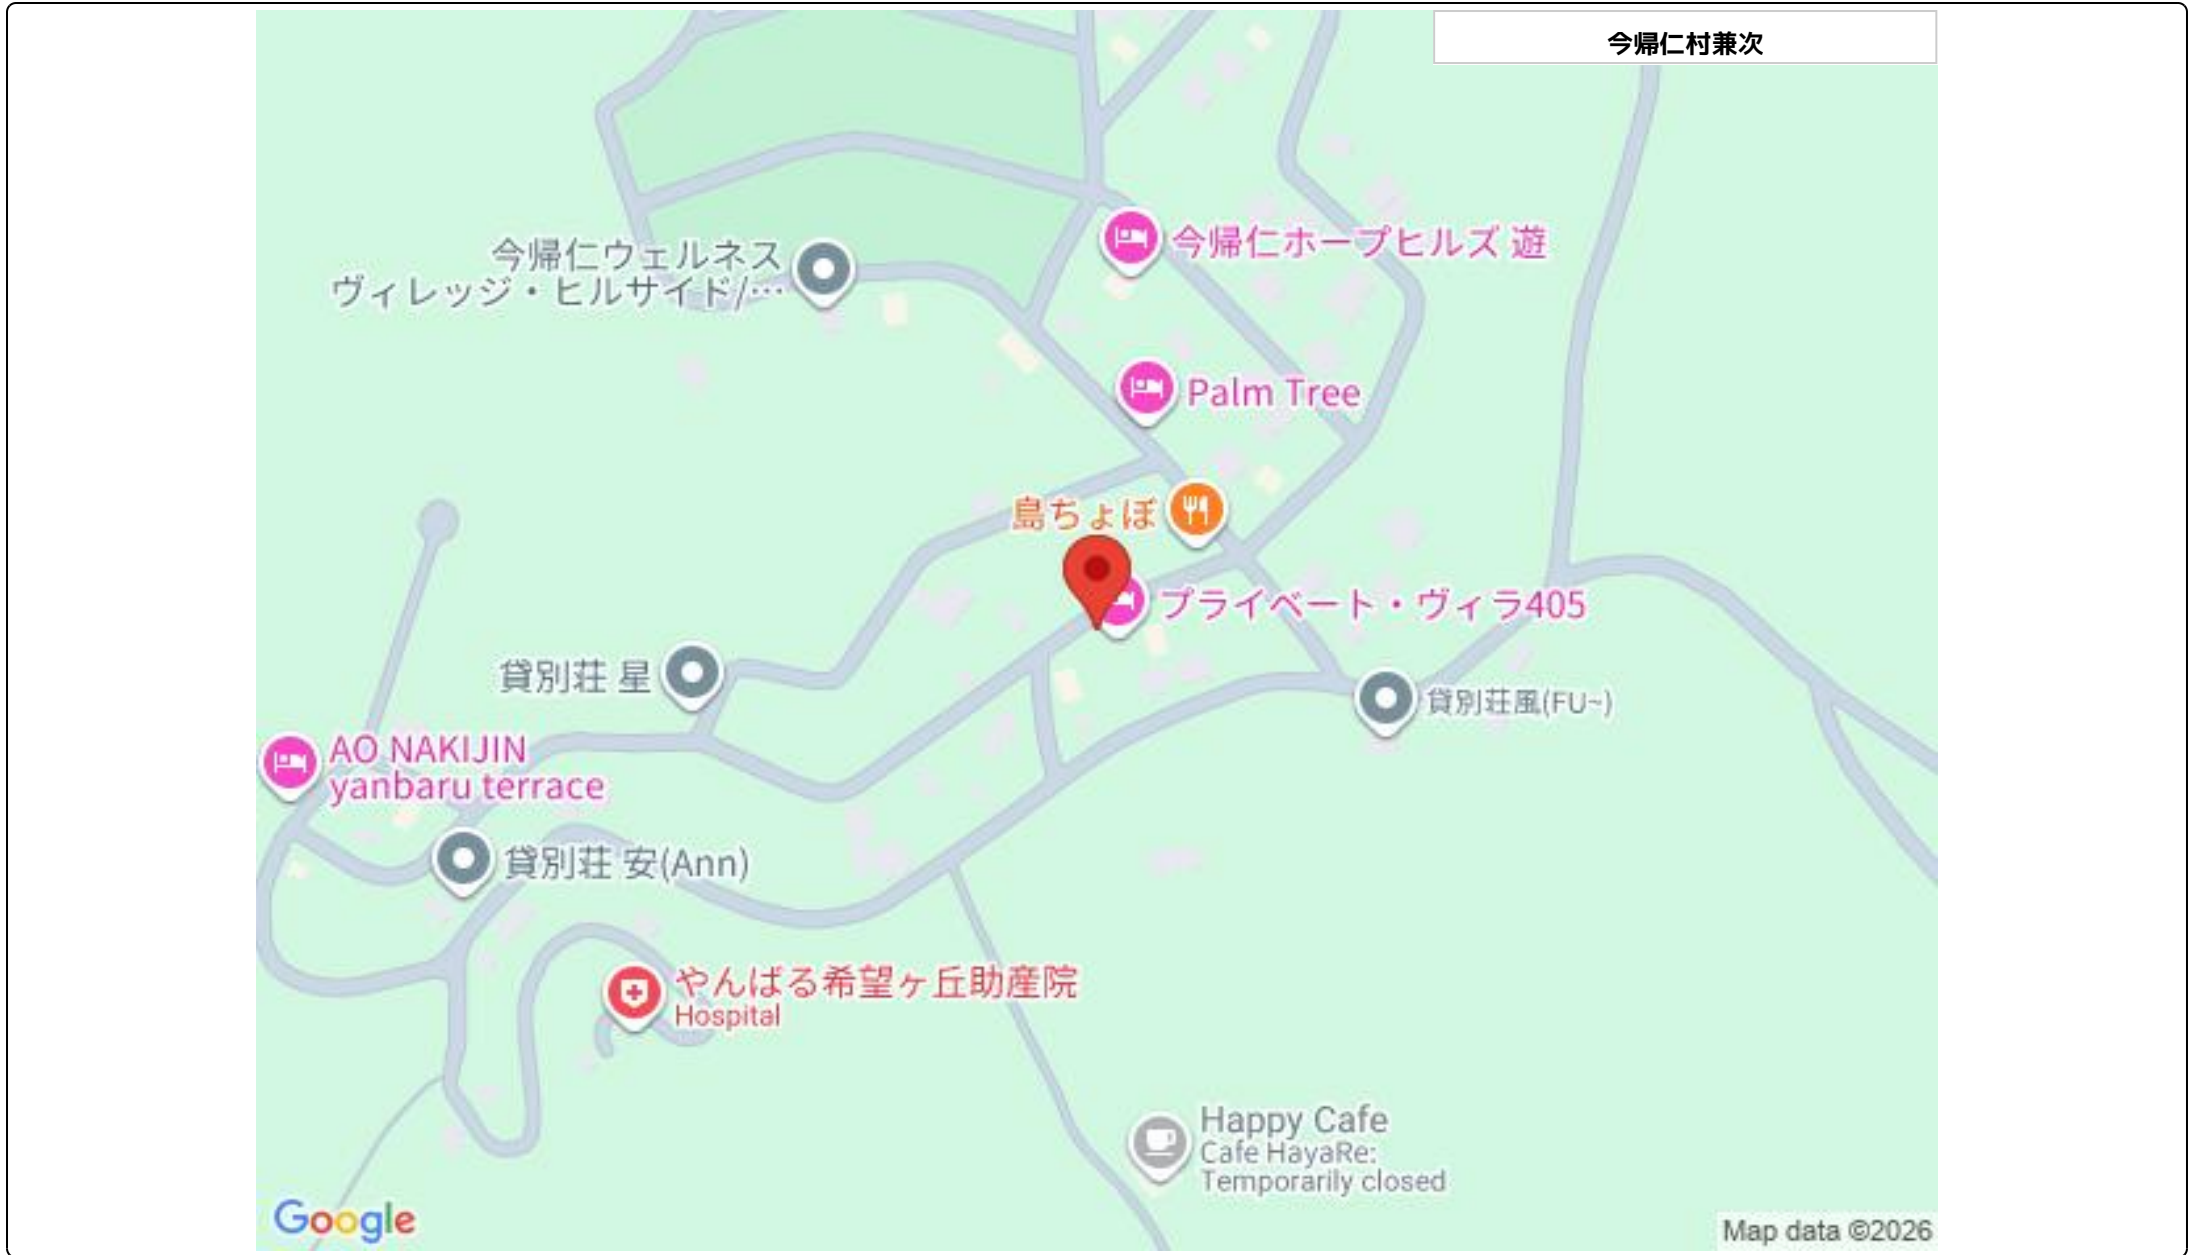 今帰仁村兼次
今帰仁ウェルネス
ヴィレッジ・ヒルサイド/…
今帰仁ホープヒルズ 遊
Palm Tree
島ちょぼ
プライベート・ヴィラ405
貸別荘 星
貸別荘風(FU~)
AO NAKIJIN
yanbaru terrace
貸別荘 安(Ann)
やんばる希望ヶ丘助産院
Hospital
Happy Cafe
Cafe HayaRe:
Temporarily closed
Google
Map data ©2026